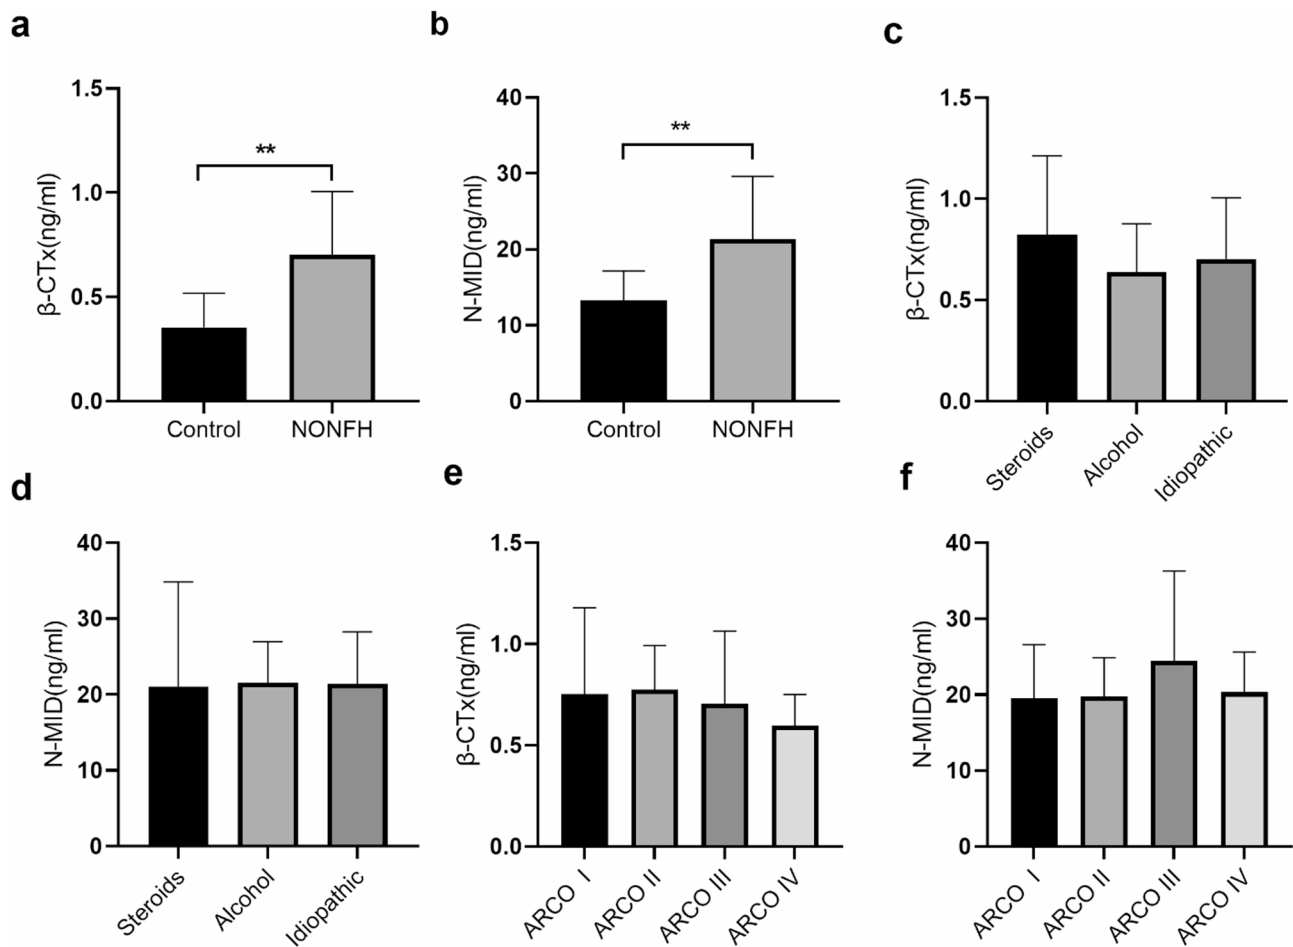 a
β-CTx(ng/ml)
1.5
1.0
0.5
0.0
**
Control
NONFH
b
N-MID(ng/ml)
40
30
20
10
0
**
Control
NONFH
c
β-CTx(ng/ml)
1.5
1.0
0.5
0.0
Steroids
Alcohol
Idiopathic
d
N-MID(ng/ml)
40
30
20
10
0
Steroids
Alcohol
Idiopathic
e
β-CTx(ng/ml)
1.5
1.0
0.5
0.0
ARCO I
ARCO II
ARCO III
ARCO IV
f
N-MID(ng/ml)
40
30
20
10
0
ARCO I
ARCO II
ARCO III
ARCO IV